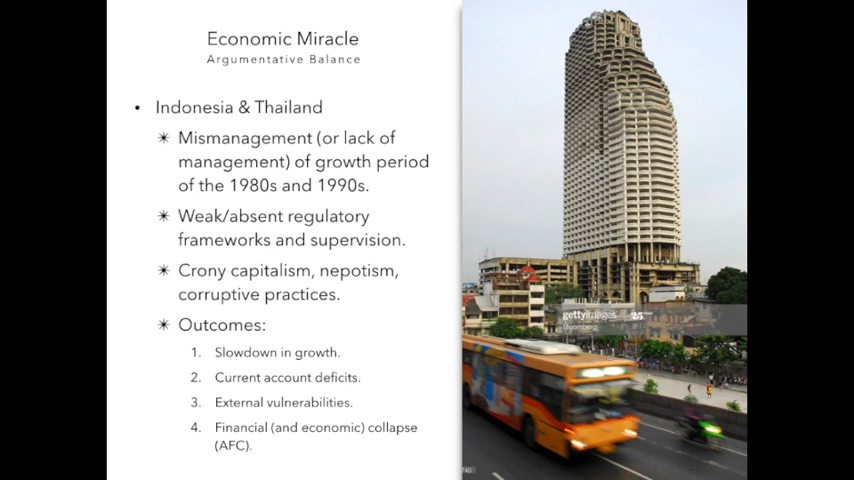 Economic Miracle
Argumentative Balance
• Indonesia & Thailand
✴ Mismanagement (or lack of
management) of growth period
of the 1980s and 1990s.
✴ Weak/absent regulatory
frameworks and supervision.
✴ Crony capitalism, nepotism,
corruptive practices.
✴ Outcomes:
1. Slowdown in growth.
2. Current account deficits.
3. External vulnerabilities.
4. Financial (and economic) collapse
(AFC).
gettyimages
Bloomberg